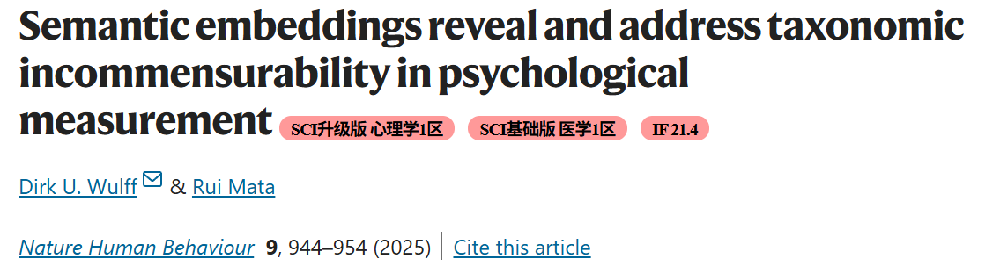 Semantic embeddings reveal and address taxonomic
incommensurability in psychological
measurement SCI升级版 心理学1区 SCI基础版 医学1区 IF 21.4
Dirk U. Wulff & Rui Mata
Nature Human Behaviour 9, 944–954 (2025) Cite this article